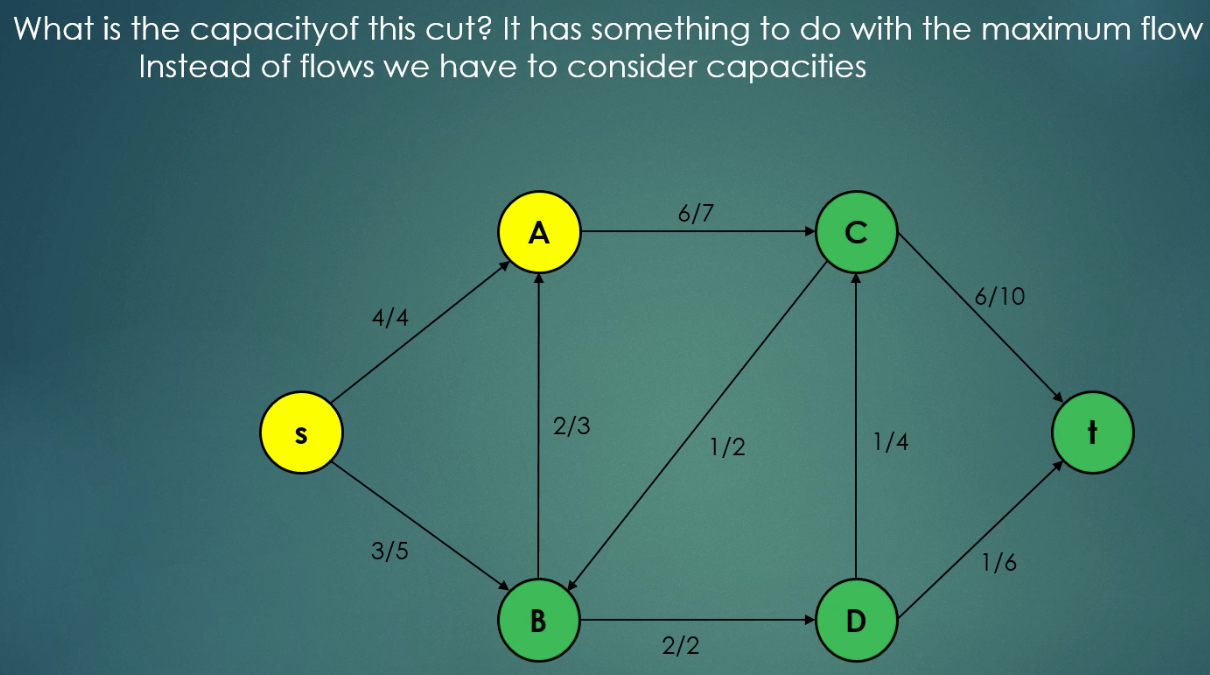 What is the capacityof this cut? It has something to do with the maximum flow
Instead of flows we have to consider capacities
6/7
A
C
6/10
4/4
2/3
1/2
1/4
s
t
3/5
1/6
B
D
2/2